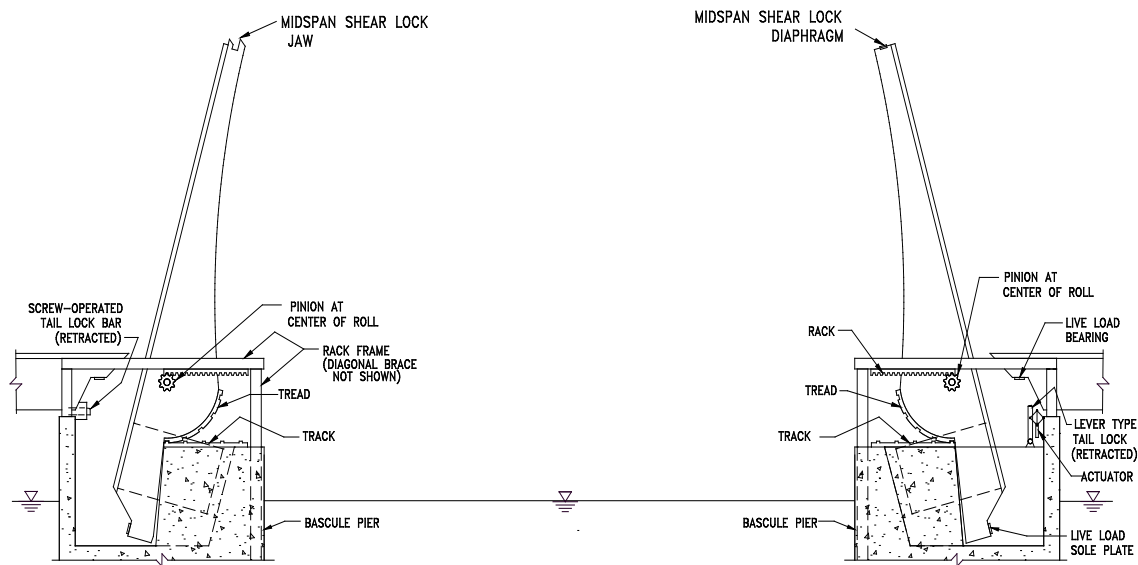 MIDSPAN SHEAR LOCK
JAW
MIDSPAN SHEAR LOCK
DIAPHRAGM
SCREW-OPERATED
TAIL LOCK BAR
(RETRACTED)
PINION AT
CENTER OF ROLL
RACK FRAME
(DIAGONAL BRACE
NOT SHOWN)
TREAD
TRACK
BASCULE PIER
PINION AT
CENTER OF ROLL
RACK
LIVE LOAD
BEARING
TREAD
TRACK
LEVER TYPE
TAIL LOCK
(RETRACTED)
ACTUATOR
BASCULE PIER
LIVE LOAD
SOLE PLATE